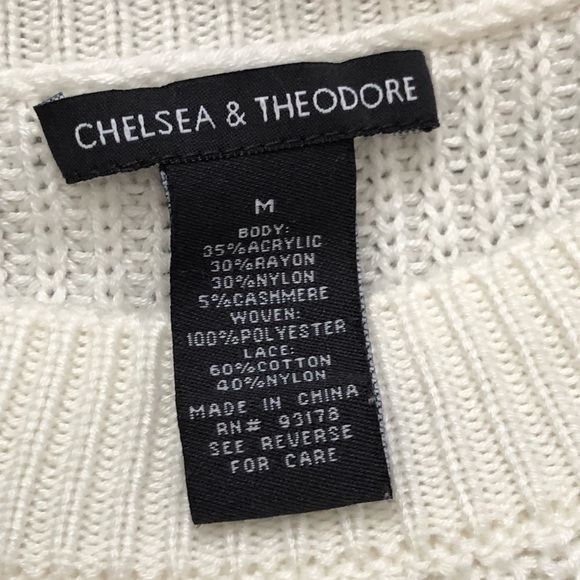 CHELSEA & THEODORE
M
BODY:
35%ACRYLIC
30%RAYON
30%NYLON
5%CASHMERE
WOVEN:
100%POLYESTER
LACE:
60%COTTON
40%NYLON
MADE IN CHINA
RN# 93178
SEE REVERSE
FOR CARE